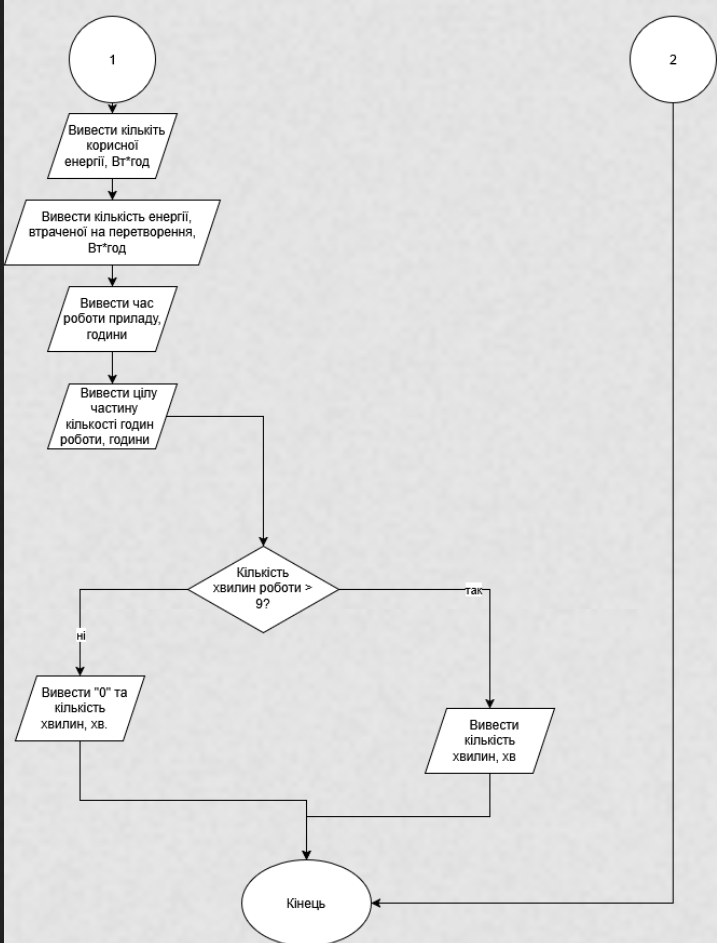 1
2
Вивести кількіть
корисної
енергії, Вт*год
Вивести кількість енергії,
втраченої на перетворення,
Вт*год
Вивести час
роботи приладу,
години
Вивести цілу
частину
кількості годин
роботи, години
Кількість
хвилин роботи >
9?
так
ні
Вивести "0" та
кількість
хвилин, хв.
Вивести
кількість
хвилин, хв
Кінець